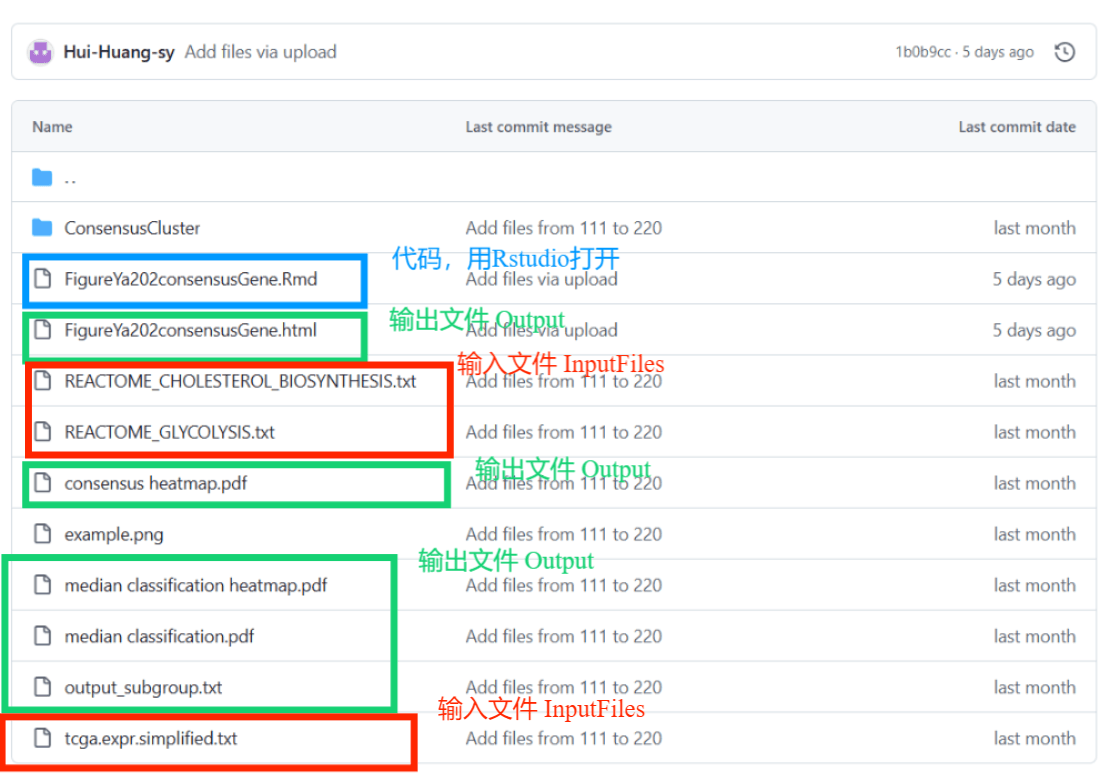 Hui-Huang-sy Add files via upload 1b0b9cc · 5 days ago
Name Last commit message Last commit date
..
ConsensusCluster Add files from 111 to 220 last month
代码，用Rstudio打开
FigureYa202consensusGene.Rmd Add files via upload 5 days ago
输出文件 Output
FigureYa202consensusGene.html Add files via upload 5 days ago
输入文件 InputFiles
REACTOME_CHOLESTEROL_BIOSYNTHESIS.txt Add files from 111 to 220 last month
REACTOME_GLYCOLYSIS.txt Add files from 111 to 220 last month
输出文件 Output
consensus heatmap.pdf Add files from 111 to 220 last month
example.png Add files from 111 to 220 last month
输出文件 Output
median classification heatmap.pdf Add files from 111 to 220 last month
median classification.pdf Add files from 111 to 220 last month
output_subgroup.txt Add files from 111 to 220 last month
输入文件 InputFiles
tcga.expr.simplified.txt Add files from 111 to 220 last month